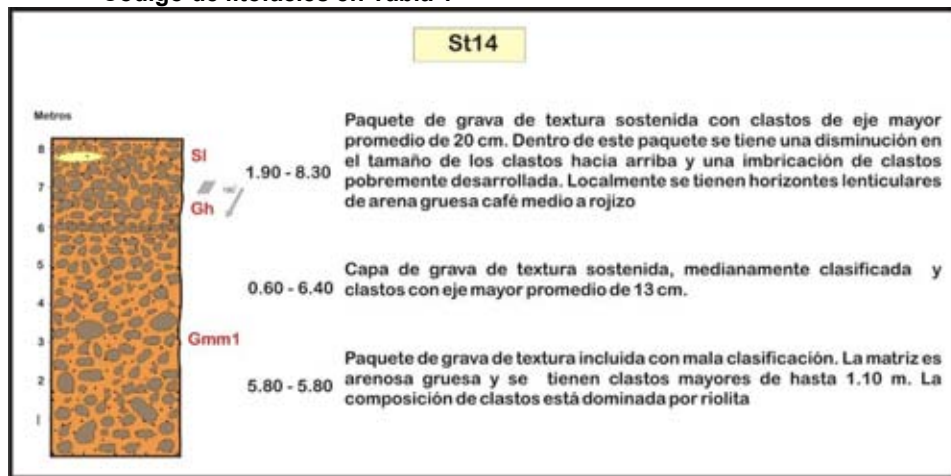 Código de litofacies en Tabla 1
St14
Metros
8
7
6
5
4
3
2
1
Sl
Gh
Gmm1
1.90 - 8.30
Paquete de grava de textura sostenida con clastos de eje mayor
promedio de 20 cm. Dentro de este paquete se tiene una disminución en
el tamaño de los clastos hacia arriba y una imbricación de clastos
pobremente desarrollada. Localmente se tienen horizontes lenticulares
de arena gruesa café medio a rojizo
0.60 - 6.40
Capa de grava de textura sostenida, medianamente clasificada y
clastos con eje mayor promedio de 13 cm.
5.80 - 5.80
Paquete de grava de textura incluida con mala clasificación. La matriz es
arenosa gruesa y se tienen clastos mayores de hasta 1.10 m. La
composición de clastos está dominada por riolita